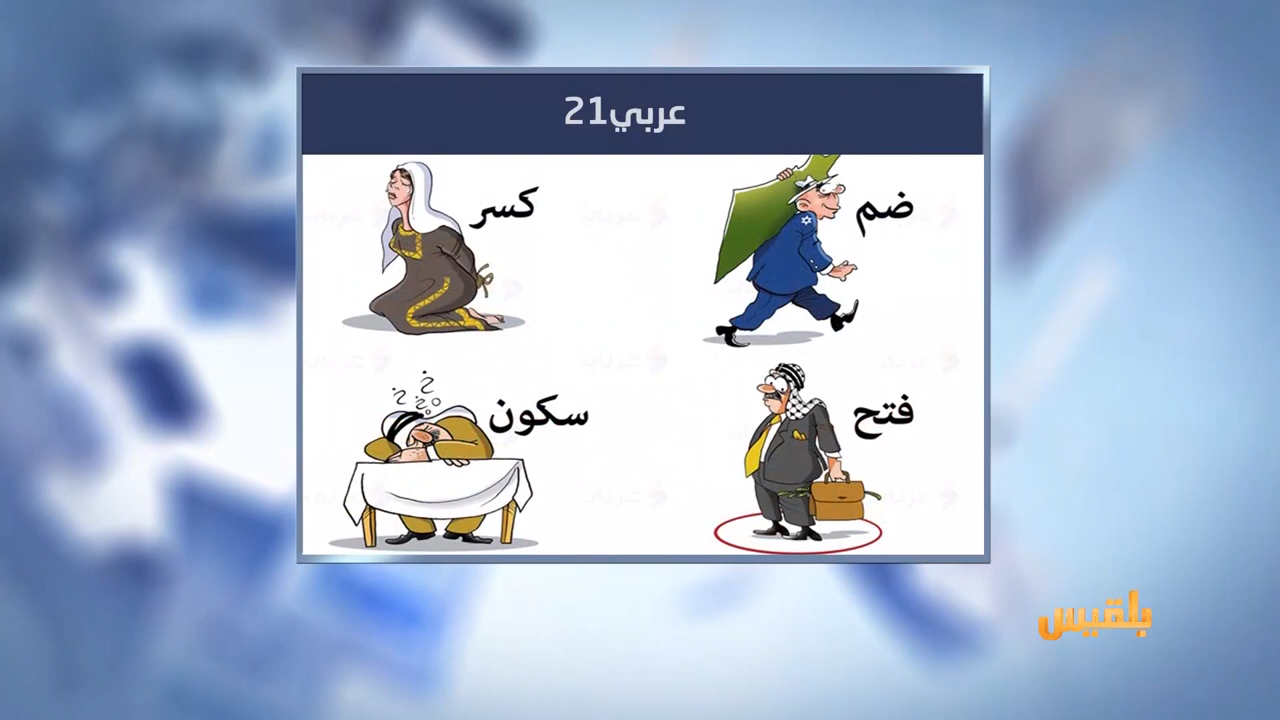 عربي21
ضم
كسر
فتح
سكون
بلقيس